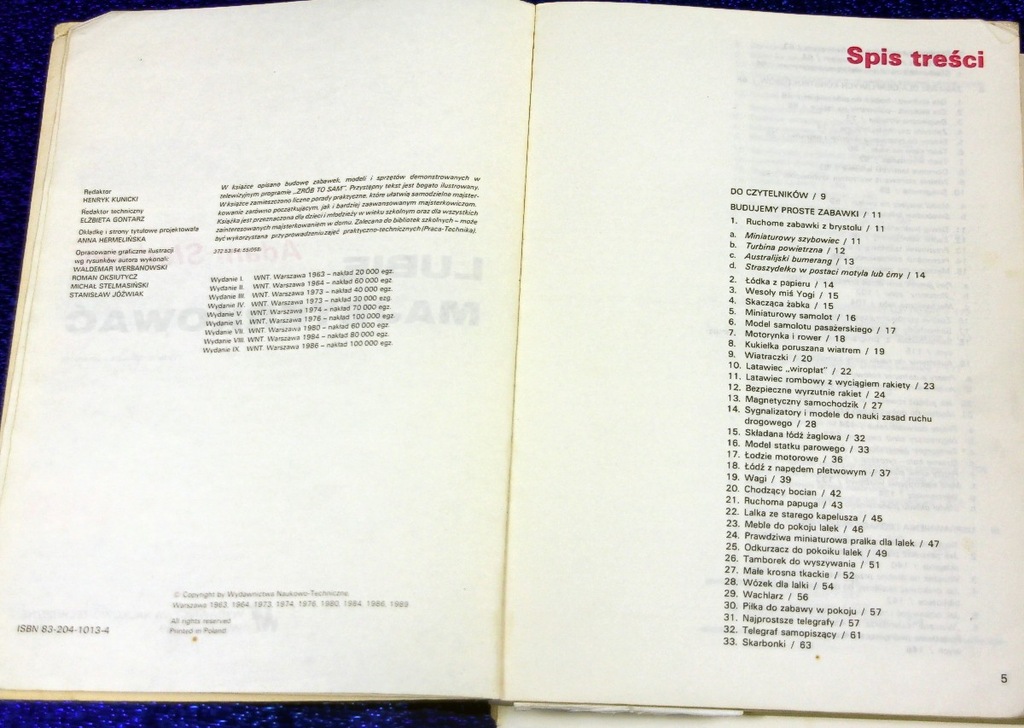 Redaktor
HENRYK KUNICKI
Redaktor techniczny
ELŻBIETA GONTARZ
Okładkę i strony tytułowe projektowała
ANNA HERMELIŃSKA
Opracowanie graficzne ilustracji
wg rysunków autora wykonali:
WALDEMAR WERBANOWSKI
ROMAN OKSIUTYCZ
MICHAŁ STELMASIŃSKI
STANISŁAW JÓŹWIAK
W książce opisano budowę zabawek, modeli i sprzętów demonstrowanych w
telewizyjnym programie „ZRÓB TO SAM". Przystępny tekst jest bogato ilustrowany.
W książce zamieszczono liczne porady praktyczne, które ułatwią samodzielne majster-
kowanie zarówno początkującym, jak i bardziej zaawansowanym majsterkowiczom.
Książka jest przeznaczona dla dzieci i młodzieży w wieku szkolnym oraz dla wszystkich
zainteresowanych majsterkowaniem w domu. Zalecana do bibliotek szkolnych – może
być wykorzystana przy prowadzeniu zajęć praktyczno-technicznych (Praca-Technika).
Wydanie I. WNT. Warszawa 1963 – nakład 20 000 egz.
Wydanie II. WNT. Warszawa 1964 – nakład 60 000 egz.
Wydanie III. WNT. Warszawa 1973 – nakład 40 000 egz.
Wydanie IV. WNT. Warszawa 1973 – nakład 30 000 egz.
Wydanie V. WNT. Warszawa 1974 – nakład 70 000 egz.
Wydanie VI WNT. Warszawa 1976 – nakład 100 000 egz.
Wydanie VII. WNT. Warszawa 1980 – nakład 60 000 egz.
Wydanie VIII. WNT. Warszawa 1984 – nakład 80 000 egz.
Wydanie IX. WNT. Warszawa 1986 – nakład 100 000 egz.
© Copyright by Wydawnictwa Naukowo-Techniczne.
Warszawa 1963, 1964, 1973, 1974, 1976, 1980, 1984, 1986, 1989
All rights reserved
Printed in Poland
ISBN 83-204-1013-4
Spis treści
DO CZYTELNIKÓW / 9
BUDUJEMY PROSTE ZABAWKI / 11
1. Ruchome zabawki z brystolu / 11
a. Miniaturowy szybowiec / 11
b. Turbina powietrzna / 12
c. Australijski bumerang / 13
d. Straszydełko w postaci motyla lub ćmy / 14
2. Łódka z papieru / 14
3. Wesoły miś Yogi / 15
4. Skacząca żabka / 15
5. Miniaturowy samolot / 16
6. Model samolotu pasażerskiego / 17
7. Motorynka i rower / 18
8. Kukiełka poruszana wiatrem / 19
9. Wiatraczki / 20
10. Latawiec „wiropłat" / 22
11. Latawiec rombowy z wyciągiem rakiety / 23
12. Bezpieczne wyrzutnie rakiet / 24
13. Magnetyczny samochodzik / 27
14. Sygnalizatory i modele do nauki zasad ruchu
drogowego / 28
15. Składana łódź żaglowa / 32
16. Model statku parowego / 33
17. Łodzie motorowe / 36
18. Łódź z napędem płetwowym / 37
19. Wagi / 39
20. Chodzący bocian / 42
21. Ruchoma papuga / 43
22. Lalka ze starego kapelusza / 45
23. Meble do pokoju lalek / 46
24. Prawdziwa miniaturowa pralka dla lalek / 47
25. Odkurzacz do pokoiku lalek / 49
26. Tamborek do wyszywania / 51
27. Małe krosna tkackie / 52
28. Wózek dla lalki / 54
29. Wachlarz / 56
30. Piłka do zabawy w pokoju / 57
31. Najprostsze telegrafy / 57
32. Telegraf samopiszący / 61
33. Skarbonki / 63
5